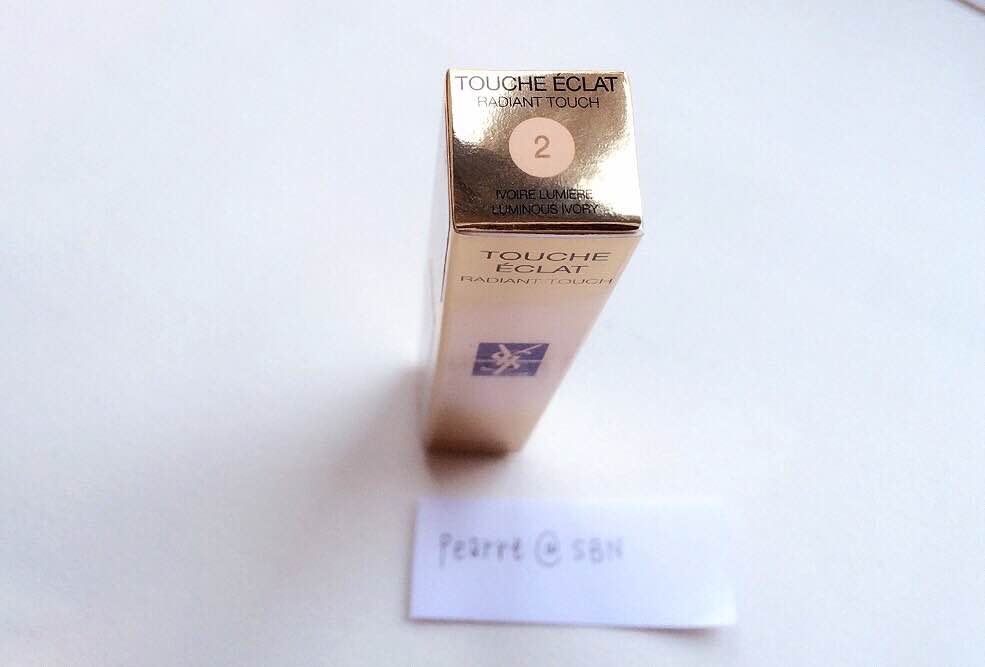 TOUCHE ÉCLAT
RADIANT TOUCH
2
IVOIRE LUMIÈRE
LUMINOUS IVORY
TOUCHE
ÉCLAT
RADIANT TOUCH
Pearre @ SBN